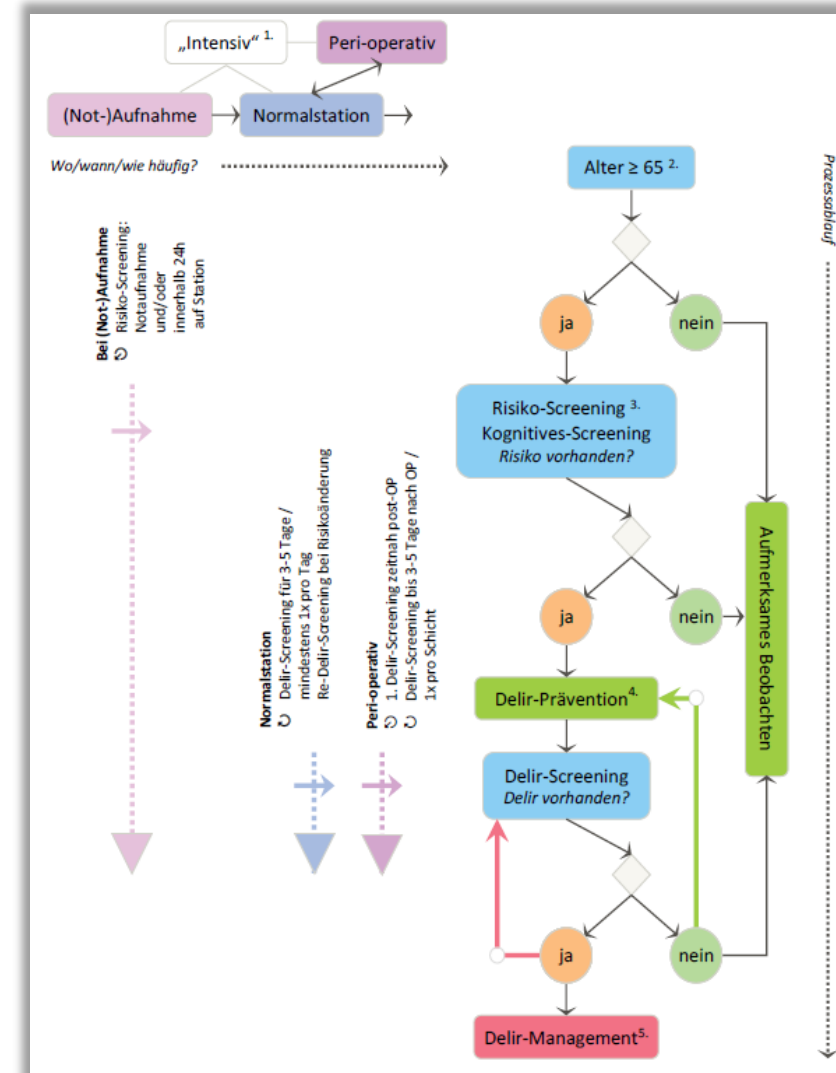 „Intensiv“ 1.
Peri-operativ
(Not-)Aufnahme
Normalstation
Wo/wann/wie häufig?
Alter ≥ 65 2.
Prozessablauf
Bei (Not-)Aufnahme
Risiko-Screening:
Notaufnahme
und/oder
innerhalb 24h
auf Station
ja
nein
Risiko-Screening 3.
Kognitives-Screening
Risiko vorhanden?
Normalstation
Delir-Screening für 3-5 Tage /
mindestens 1x pro Tag
Re-Delir-Screening bei Risikoänderung
Peri-operativ
1. Delir-Screening zeitnah post-OP
Delir-Screening bis 3-5 Tage nach OP /
1x pro Schicht
ja
nein
Aufmerksames Beobachten
Delir-Prävention4.
Delir-Screening
Delir vorhanden?
ja
nein
Delir-Management5.